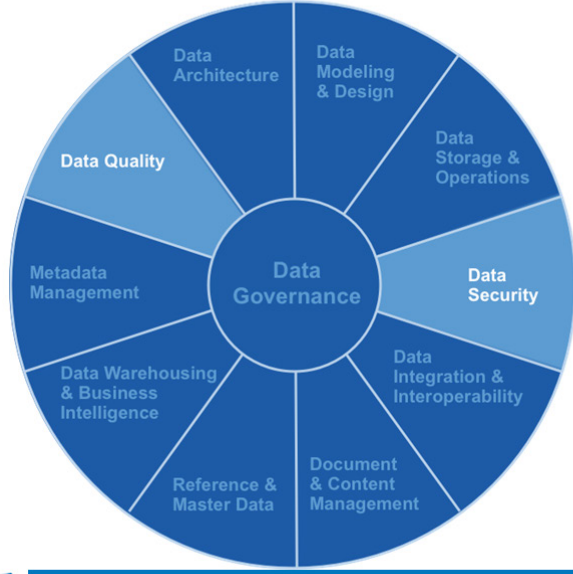 Data
Architecture
Data
Modeling
& Design
Data
Storage &
Operations
Data
Security
Data
Integration &
Interoperability
Document
& Content
Management
Reference &
Master Data
Data Warehousing
& Business
Intelligence
Metadata
Management
Data Quality
Data
Governance